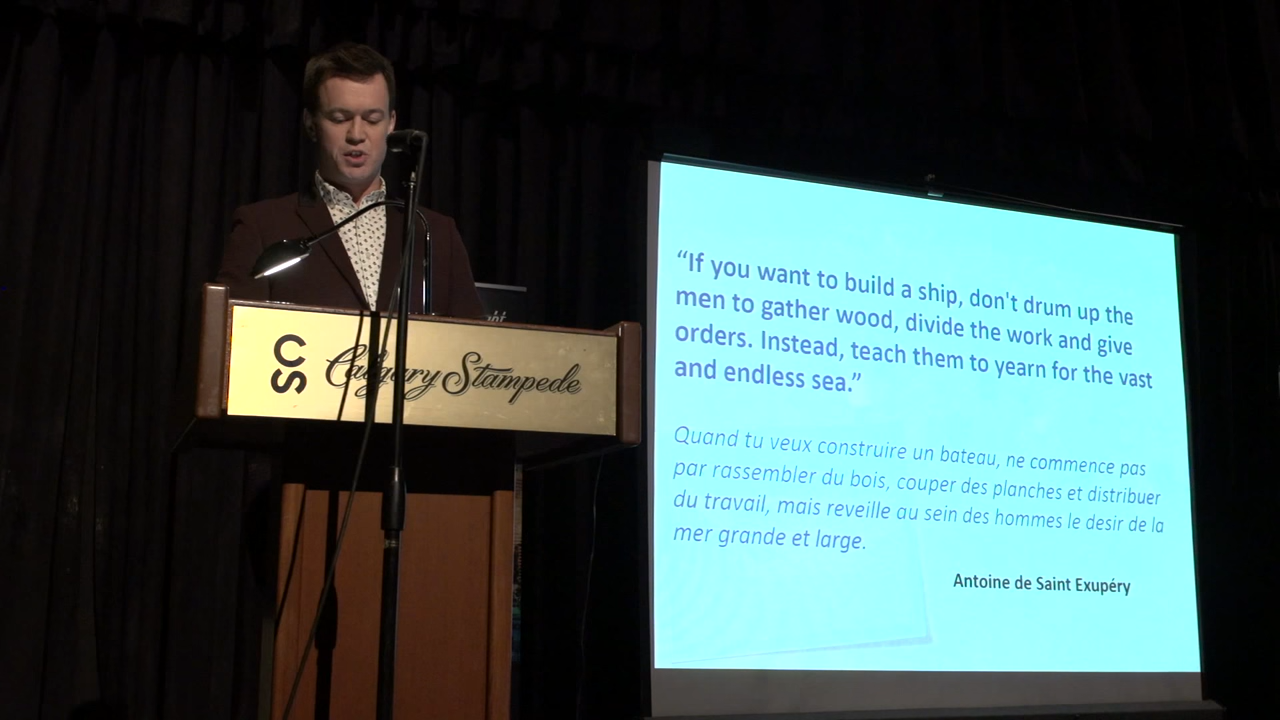 CS
Calgary Stampede
“If you want to build a ship, don't drum up the
men to gather wood, divide the work and give
orders. Instead, teach them to yearn for the vast
and endless sea.”
Quand tu veux construire un bateau, ne commence pas
par rassembler du bois, couper des planches et distribuer
du travail, mais reveille au sein des hommes le desir de la
mer grande et large.
Antoine de Saint Exupéry